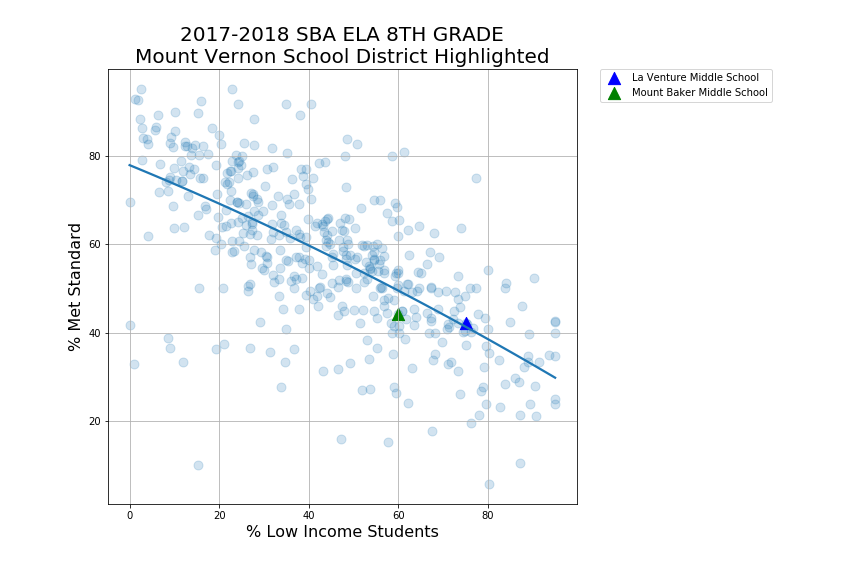 2017-2018 SBA ELA 8TH GRADE
Mount Vernon School District Highlighted
La Venture Middle School
Mount Baker Middle School
% Met Standard
80
60
40
20
0 20 40 60 80
% Low Income Students